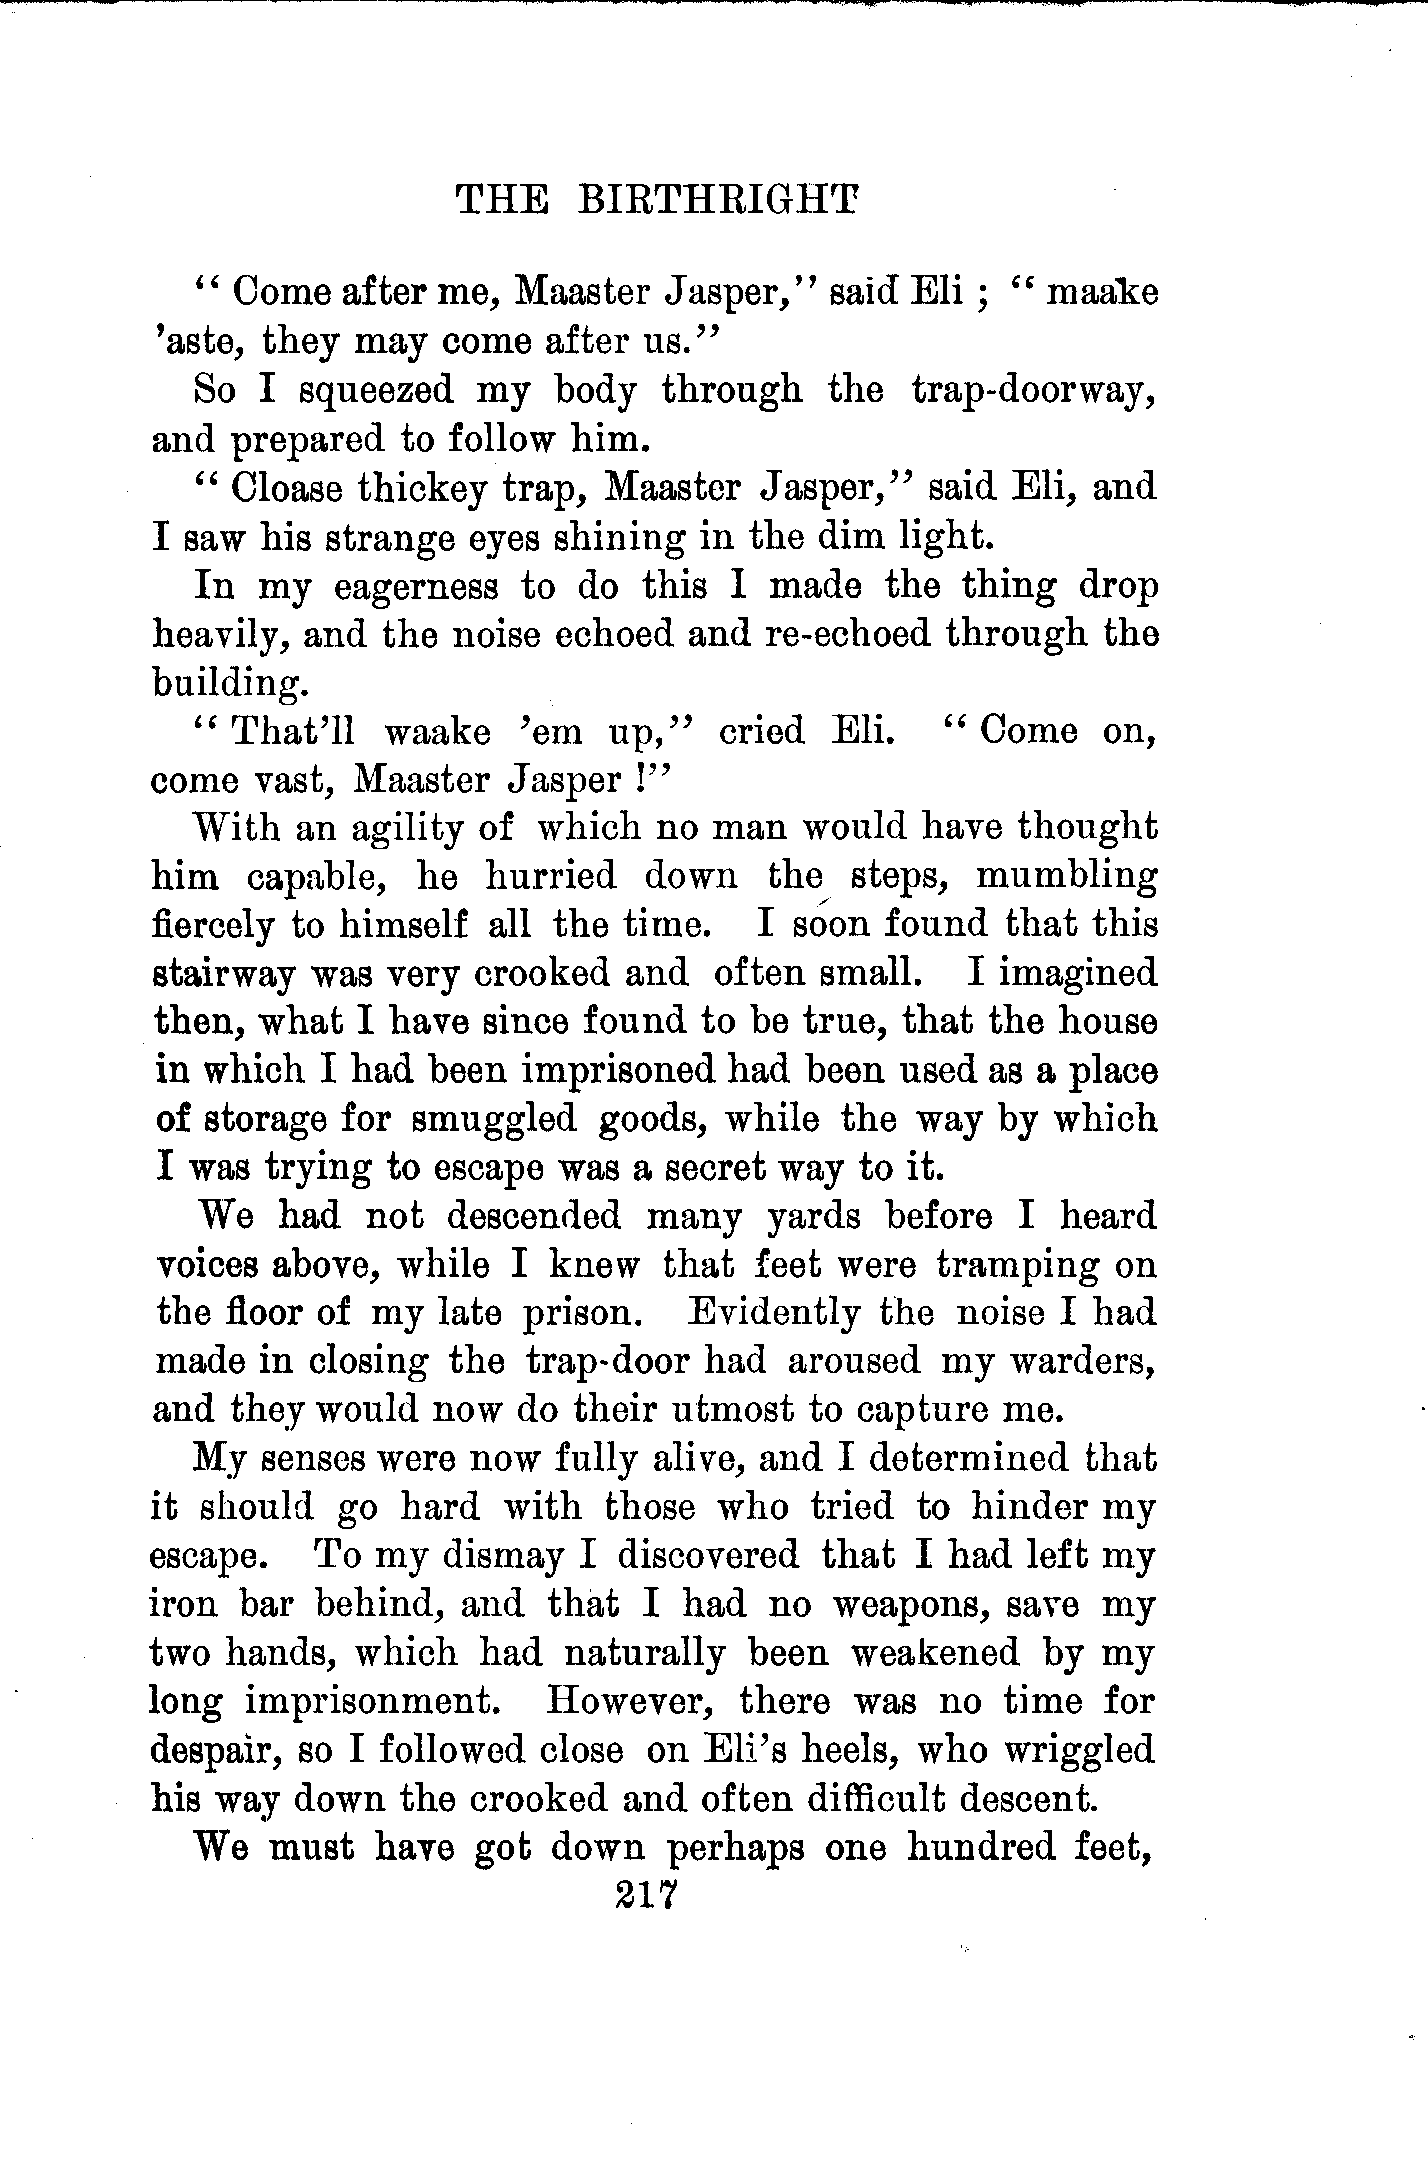 THE BIRTHRIGHT
“ Come after me, Maaster Jasper,” said Eli ; “ maake
’aste, they may come after us.”
So I squeezed my body through the trap-doorway,
and prepared to follow him.
“ Cloase thickey trap, Maaster Jasper,” said Eli, and
I saw his strange eyes shining in the dim light.
In my eagerness to do this I made the thing drop
heavily, and the noise echoed and re-echoed through the
building.
“ That’ll waake ’em up,” cried Eli. “ Come on,
come vast, Maaster Jasper !”
With an agility of which no man would have thought
him capable, he hurried down the steps, mumbling
fiercely to himself all the time. I soon found that this
stairway was very crooked and often small. I imagined
then, what I have since found to be true, that the house
in which I had been imprisoned had been used as a place
of storage for smuggled goods, while the way by which
I was trying to escape was a secret way to it.
We had not descended many yards before I heard
voices above, while I knew that feet were tramping on
the floor of my late prison. Evidently the noise I had
made in closing the trap-door had aroused my warders,
and they would now do their utmost to capture me.
My senses were now fully alive, and I determined that
it should go hard with those who tried to hinder my
escape. To my dismay I discovered that I had left my
iron bar behind, and that I had no weapons, save my
two hands, which had naturally been weakened by my
long imprisonment. However, there was no time for
despair, so I followed close on Eli’s heels, who wriggled
his way down the crooked and often difficult descent.
We must have got down perhaps one hundred feet,
217